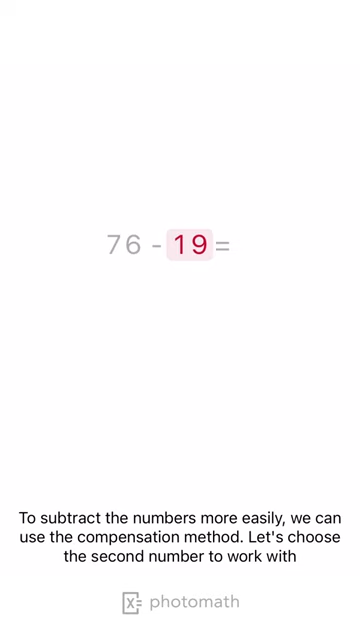 76 - 19 =
To subtract the numbers more easily, we can
use the compensation method. Let's choose
the second number to work with
photomath